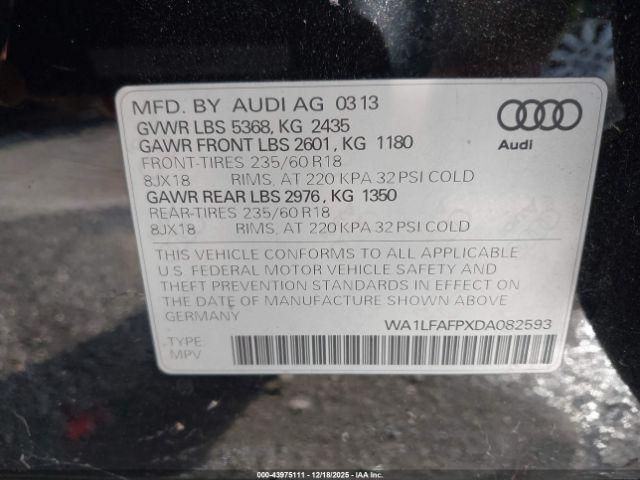 MFD. BY AUDI AG 03 13
GVWR LBS 5368, KG 2435
GAWR FRONT LBS 2601, KG 1180
FRONT-TIRES 235/60 R18
8JX18 RIMS, AT 220 KPA 32 PSI COLD
GAWR REAR LBS 2976, KG 1350
REAR-TIRES 235/60 R18
8JX18 RIMS, AT 220 KPA 32 PSI COLD
Audi
THIS VEHICLE CONFORMS TO ALL APPLICABLE
U.S. FEDERAL MOTOR VEHICLE SAFETY AND
THEFT PREVENTION STANDARDS IN EFFECT ON
THE DATE OF MANUFACTURE SHOWN ABOVE
GERMANY
WA1LFAFPXDA082593
TYPE:
MPV
000-43975111 - 12/18/2025 - IAA Inc.